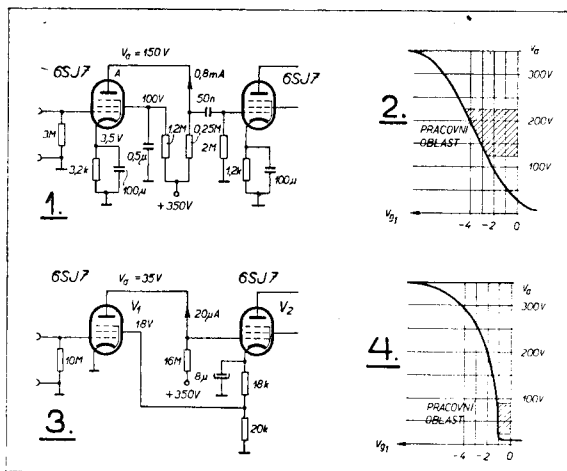 6SJ7
Va = 150V
A
0,8mA
6SJ7
50n
100V
3M
3,5V
0,5µ
1,2M
0,25M
2M
3,2k
100µ
1,2k
100µ
+350V
1.
Va
300V
2.
200V
PRACOVNI
OBLAST
100V
Vg1
-4
-2
0
6SJ7
Va = 35V
6SJ7
V1
20µA
V2
18V
10M
16M
8µ
18k
+350V
20k
3.
Va
300V
4.
200V
100V
PRACOVNI
OBLAST
Vg1
-4
-2
0